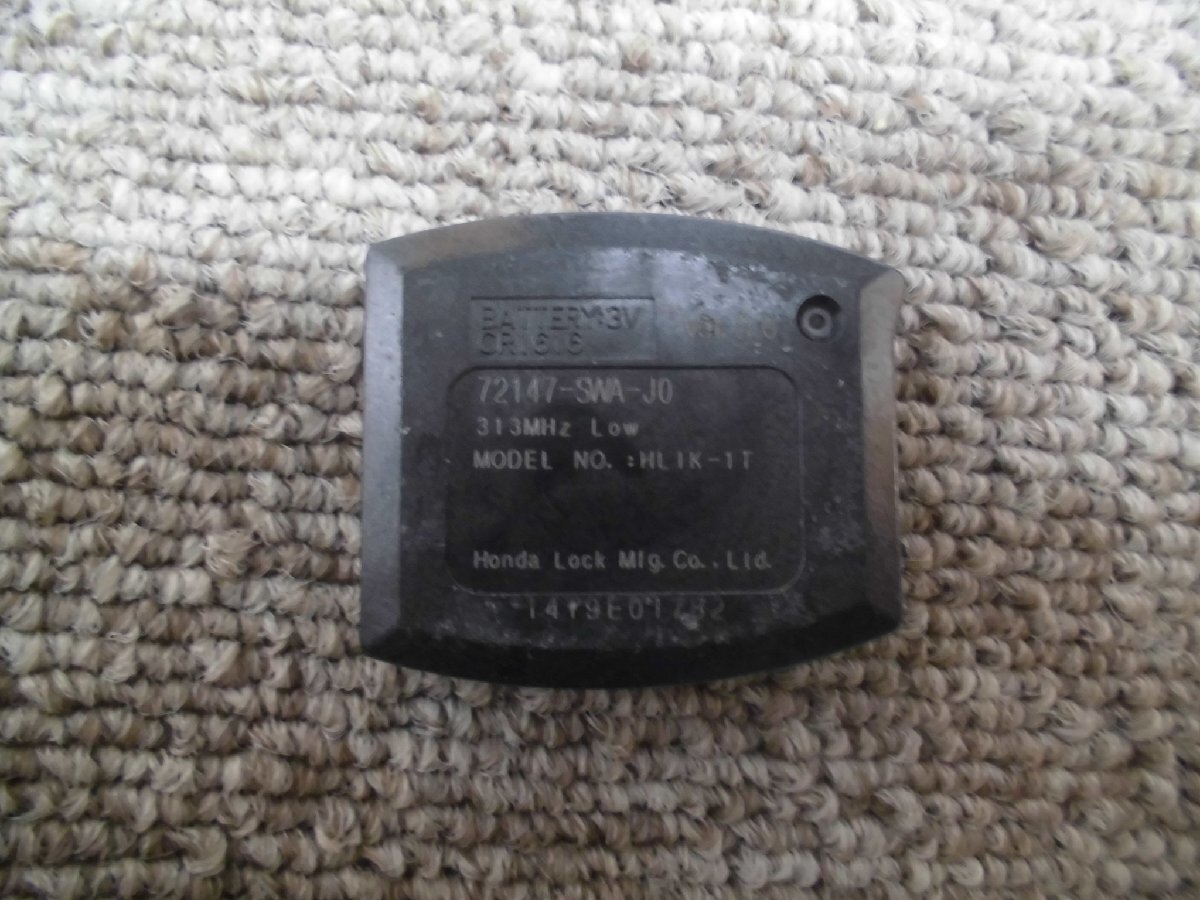 BATTERY:3V
CR1616
72147-SWA-J0
313MHz Low
MODEL NO.:HLIK-1T
Honda Lock Mfg.Co.,Ltd.